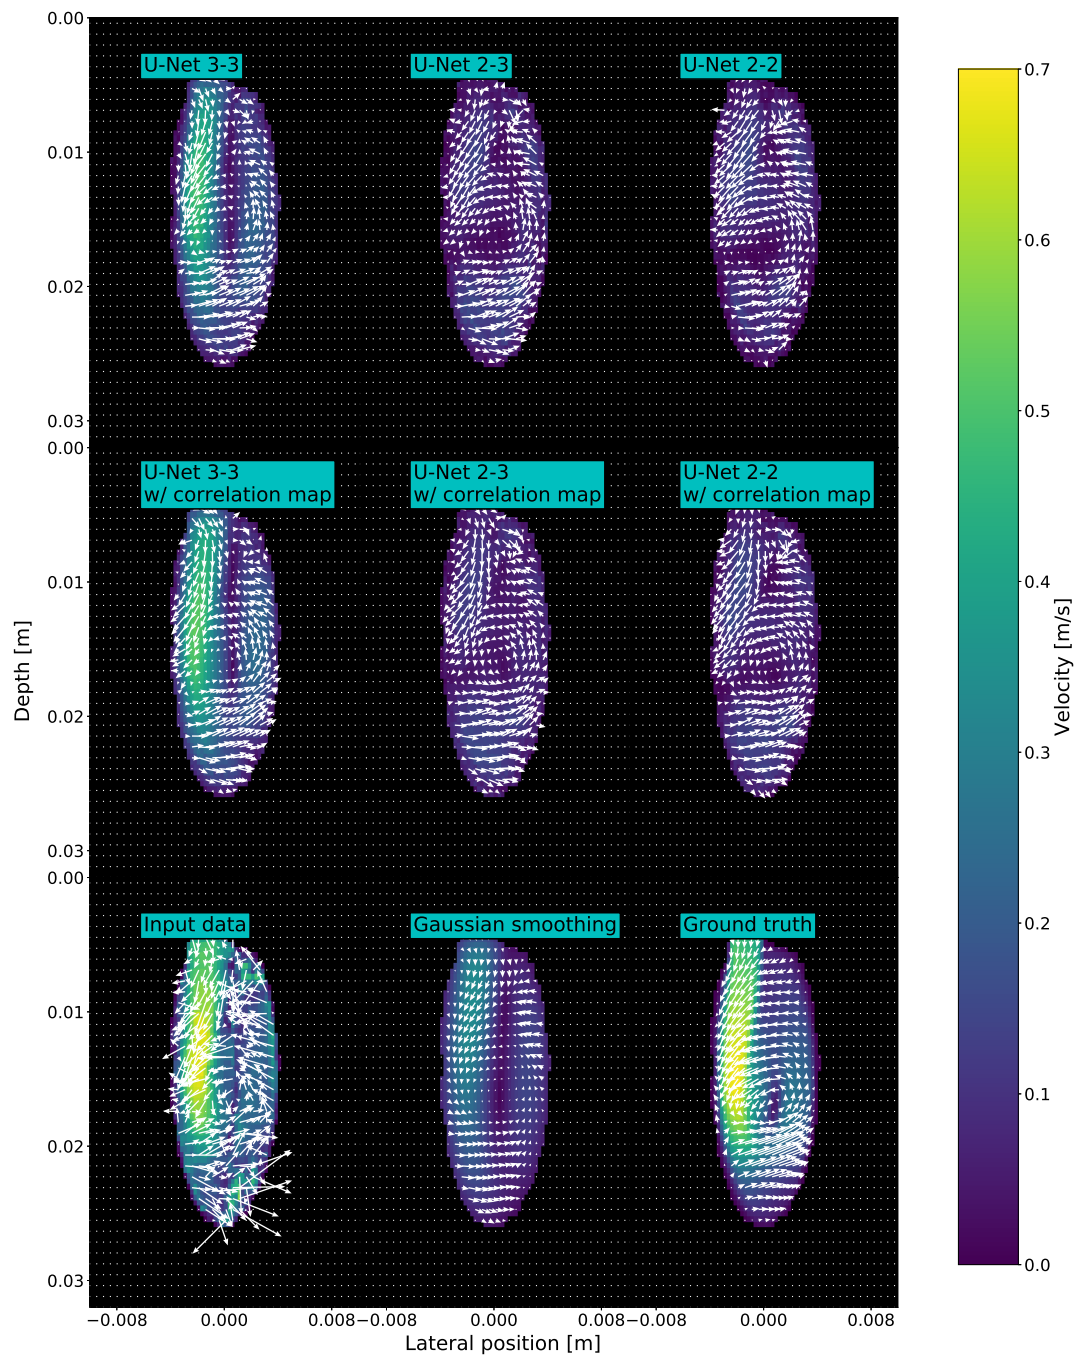 0.00
U-Net 3-3
U-Net 2-3
U-Net 2-2
0.01
0.02
0.03
0.00
U-Net 3-3
w/ correlation map
U-Net 2-3
w/ correlation map
U-Net 2-2
w/ correlation map
0.01
0.02
0.03
0.00
Input data
Gaussian smoothing
Ground truth
0.01
0.02
0.03
−0.008
0.000
0.008
−0.008
0.000
0.008
−0.008
0.000
0.008
Lateral position [m]
Depth [m]
0.7
0.6
0.5
0.4
0.3
0.2
0.1
0.0
Velocity [m/s]